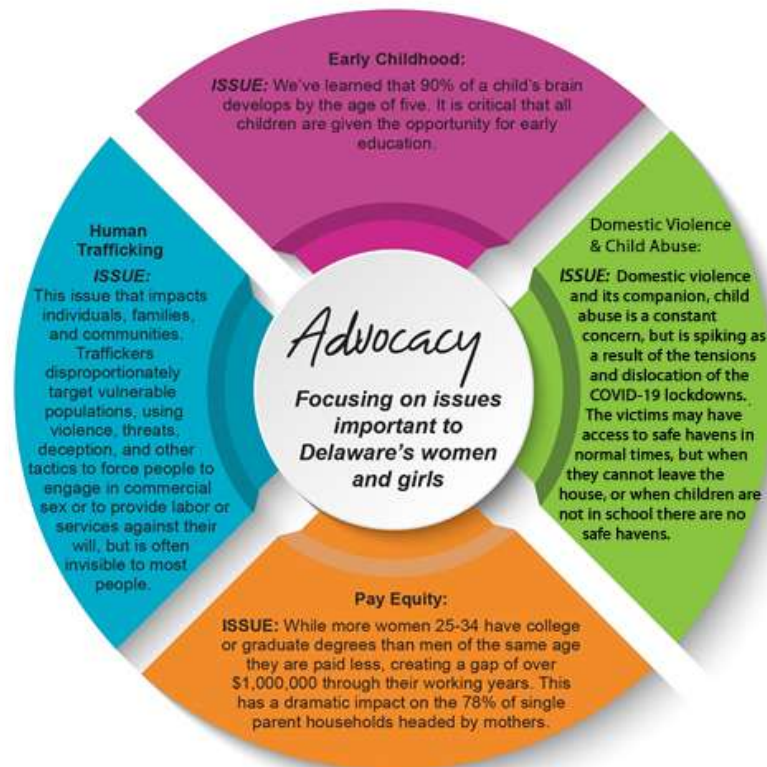 Early Childhood:
ISSUE: We've learned that 90% of a child's brain
develops by the age of five. It is critical that all
children are given the opportunity for early
education.
Human
Trafficking
ISSUE:
This issue that impacts
individuals, families,
and communities.
Traffickers
disproportionately
target vulnerable
populations, using
violence, threats,
deception, and other
tactics to force people to
engage in commercial
sex or to provide labor or
services against their
will, but is often
invisible to most
people.
Advocacy
Focusing on issues
important to
Delaware's women
and girls
Domestic Violence
& Child Abuse:
ISSUE: Domestic violence
and its companion, child
abuse is a constant
concern, but is spiking as
a result of the tensions
and dislocation of the
COVID-19 lockdowns.
The victims may have
access to safe havens in
normal times, but when
they cannot leave the
house, or when children are
not in school there are no
safe havens.
Pay Equity:
ISSUE: While more women 25-34 have college
or graduate degrees than men of the same age
they are paid less, creating a gap of over
$1,000,000 through their working years. This
has a dramatic impact on the 78% of single
parent households headed by mothers.